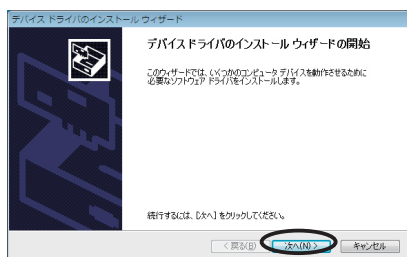 デバイス ドライバのインストール ウィザード
デバイスドライバのインストール ウィザードの開始
このウィザードでは、いくつかのコンピュータ デバイスを動作させるために
必要なソフトウェア ドライバをインストールします。
続行するには、[次へ] をクリックしてください。
< 戻る(B) 次へ(N) > キャンセル